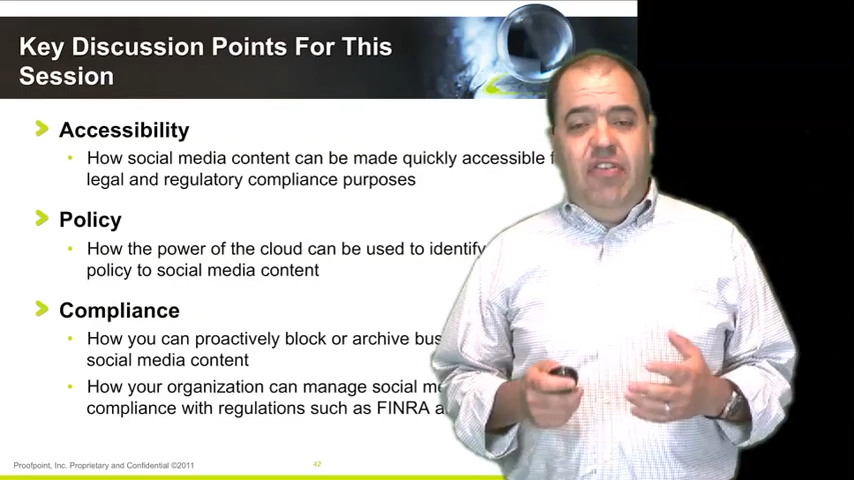 Key Discussion Points For This
Session
Accessibility
How social media content can be made quickly accessible
legal and regulatory compliance purposes
Policy
How the power of the cloud can be used to identify
policy to social media content
Compliance
How you can proactively block or archive
social media content
How your organization can manage social
compliance with regulations such as FINRA
Proofpoint, Inc. Proprietary and Confidential ©2011
42